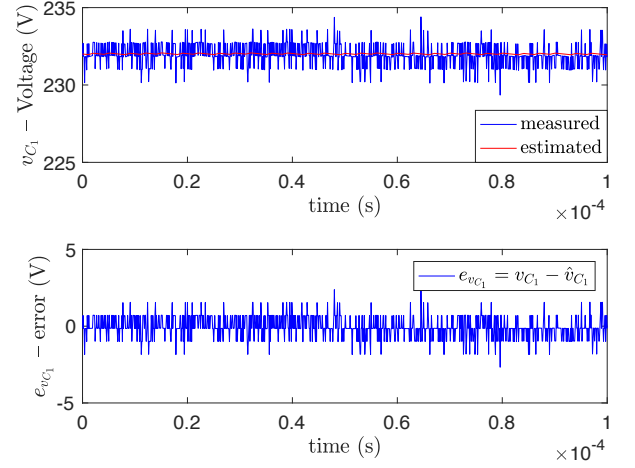 235
230
225
v_{C_1} − Voltage (V)
measured
estimated
0 0.2 0.4 0.6 0.8 1
time (s)
×10^{-4}
5
0
-5
e_{v_{C_1}} − error (V)
e_{v_{C_1}} = v_{C_1} − v̂_{C_1}
0 0.2 0.4 0.6 0.8 1
time (s)
×10^{-4}